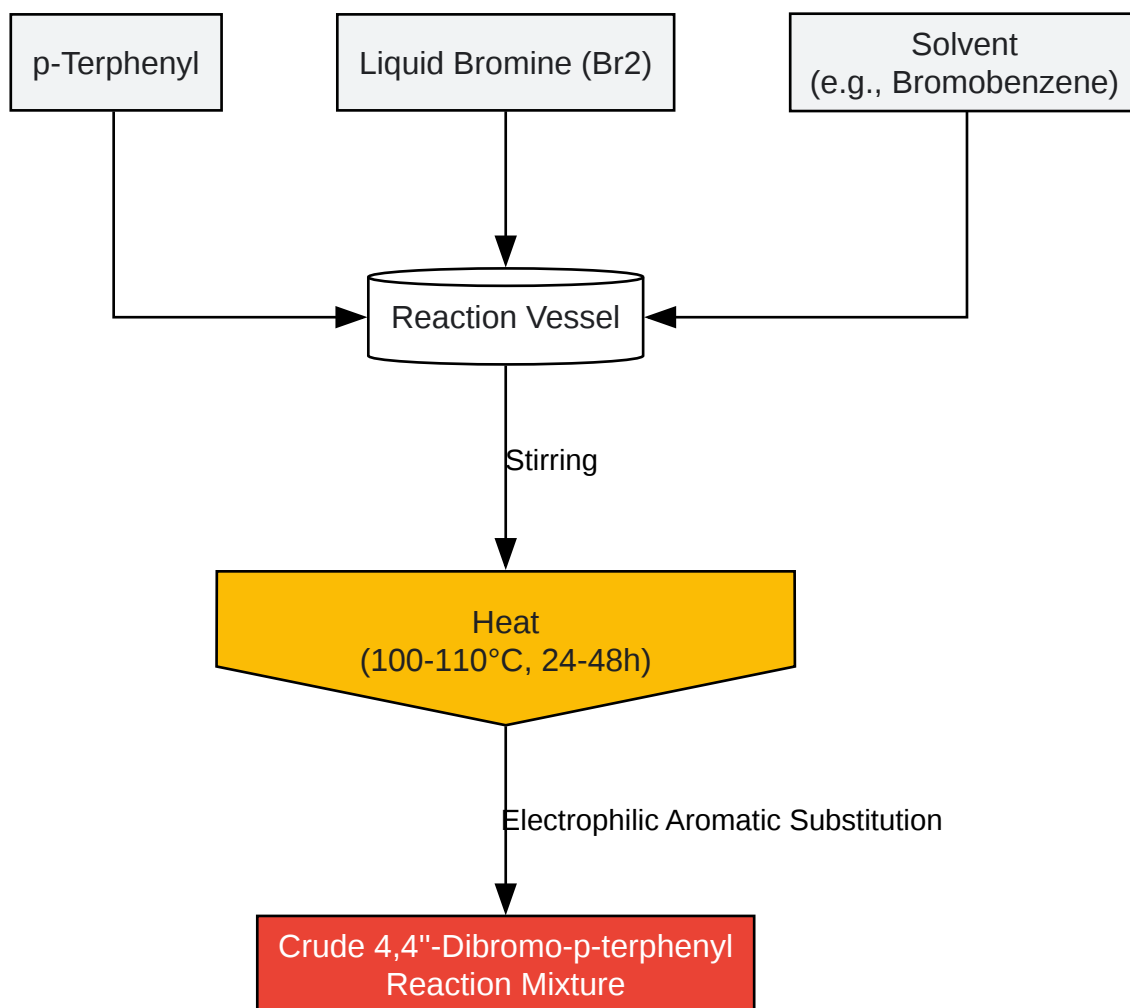 p-Terphenyl
Liquid Bromine (Br2)
Solvent
(e.g., Bromobenzene)
Reaction Vessel
Stirring
Heat
(100-110°C, 24-48h)
Electrophilic Aromatic Substitution
Crude 4,4"-Dibromo-p-terphenyl
Reaction Mixture